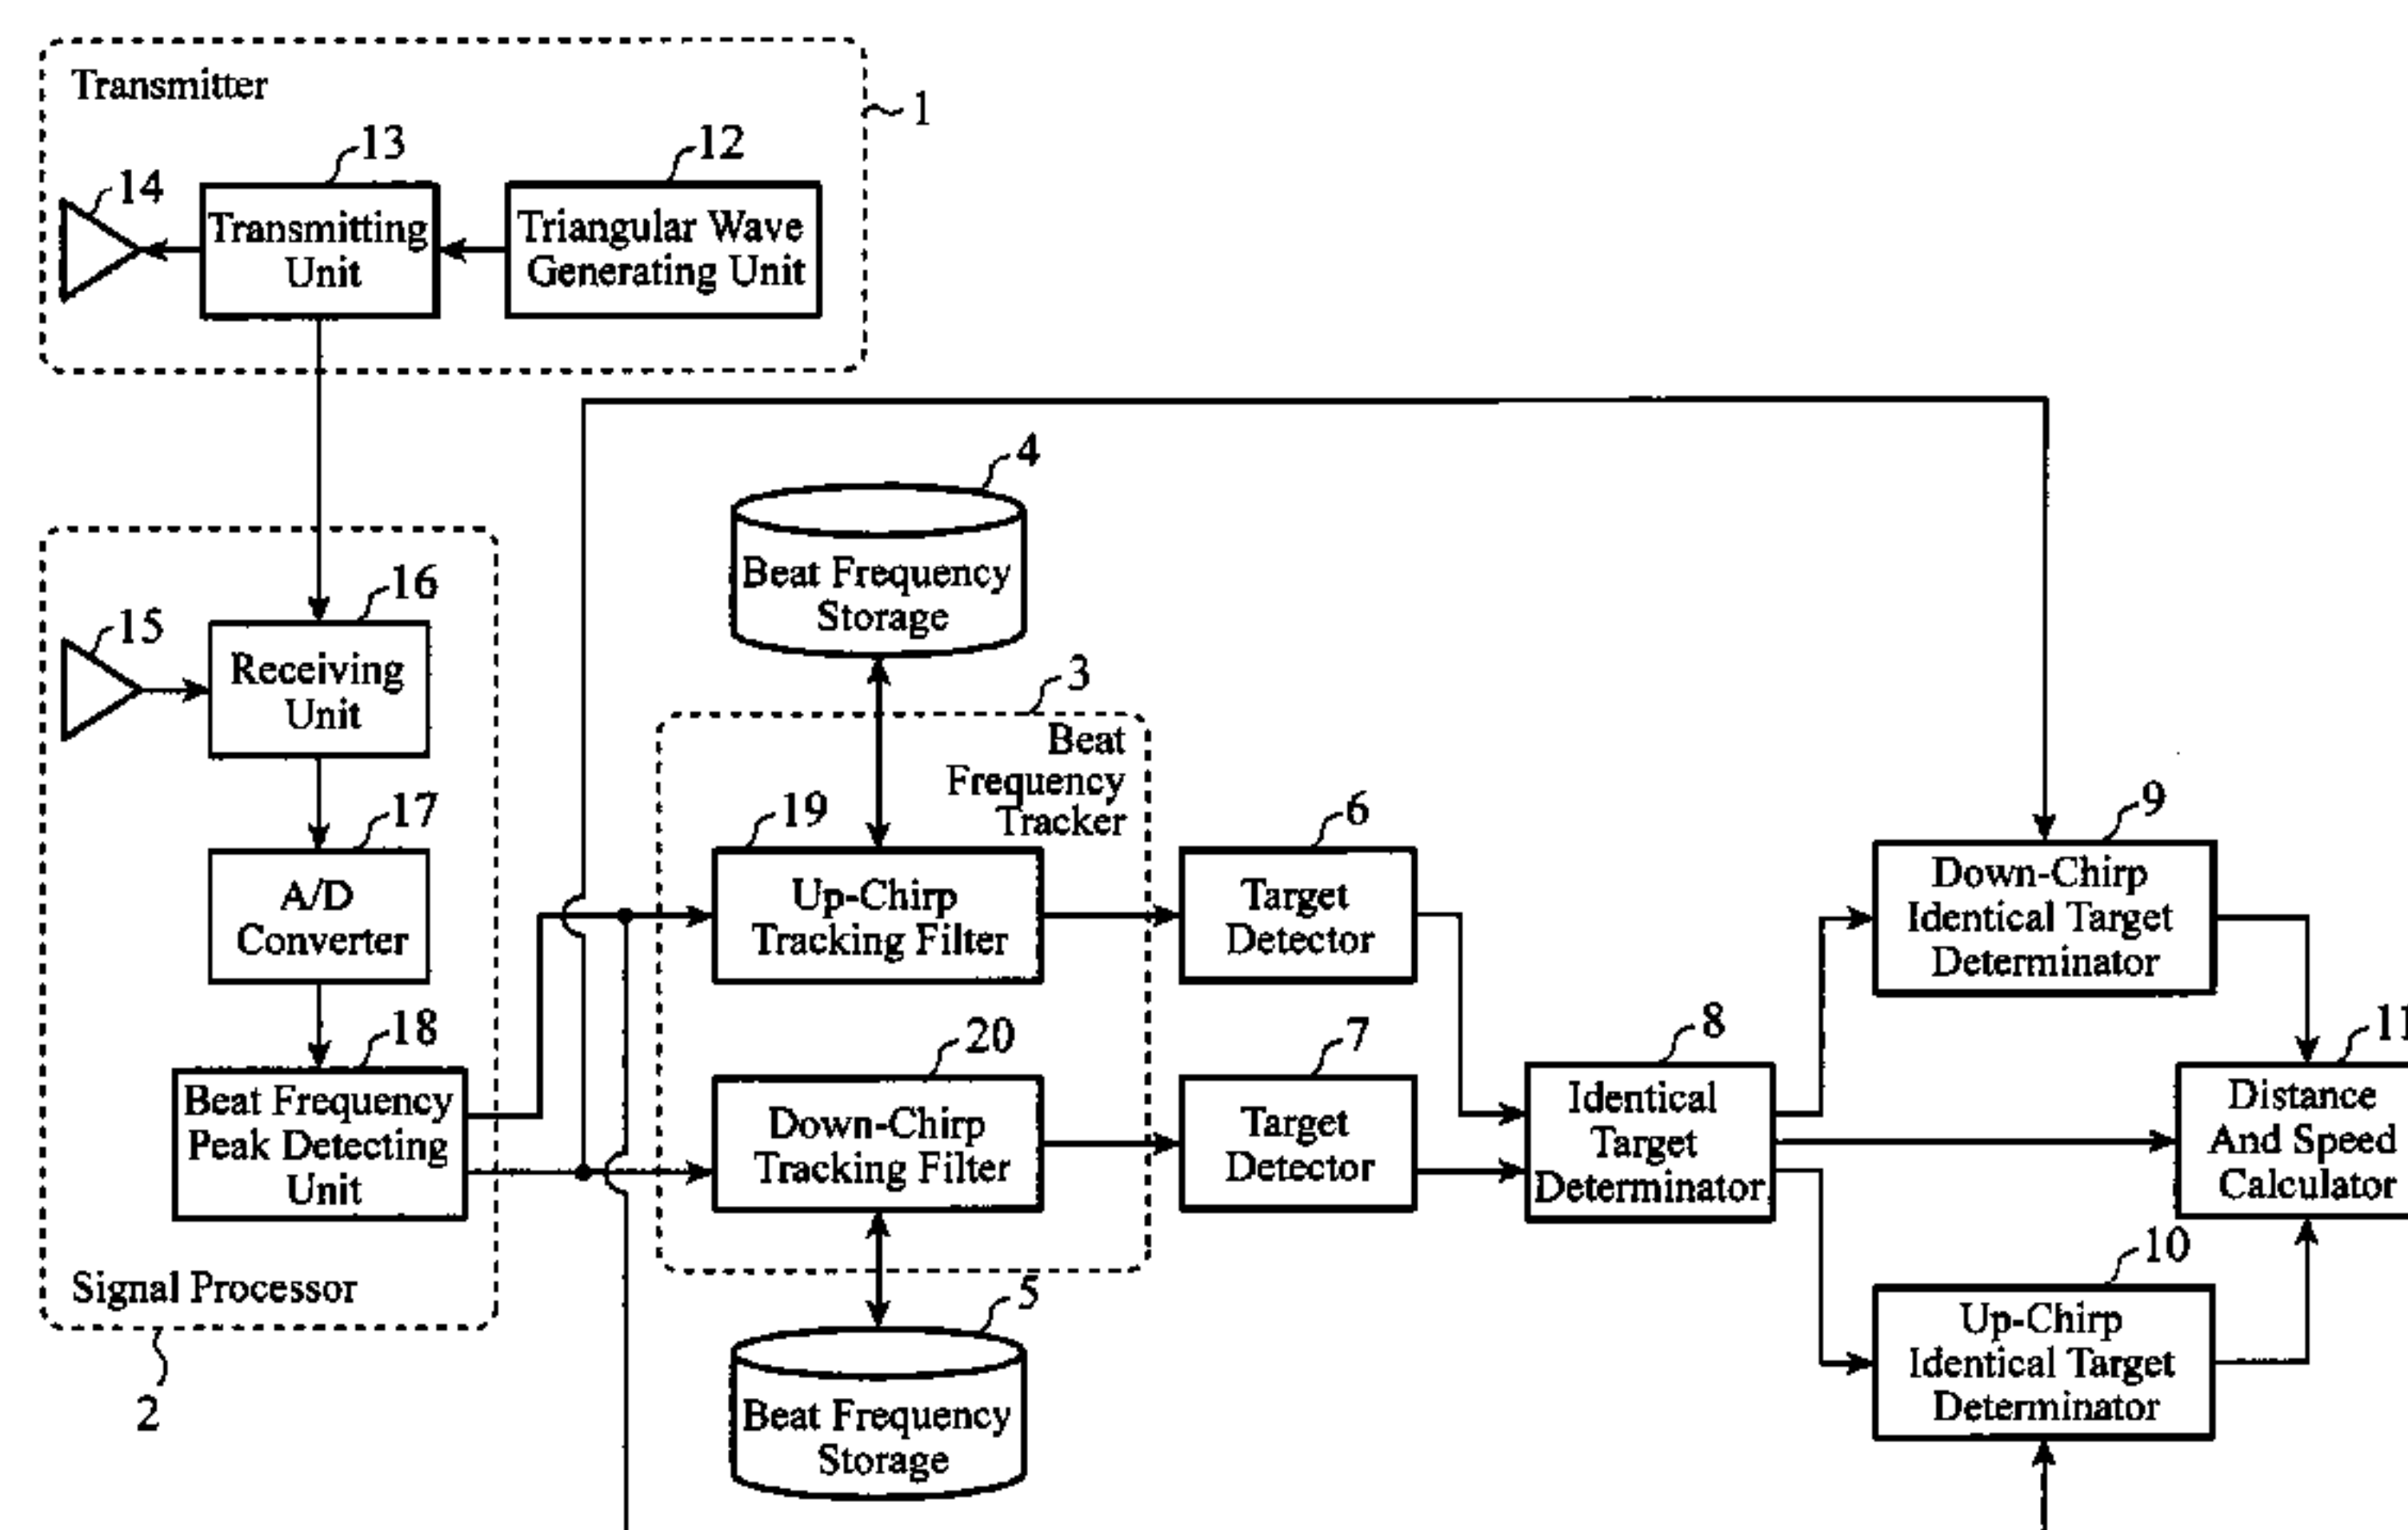 Transmitter
1
13
12
14
Transmitting
Unit
Triangular Wave
Generating Unit
4
Beat Frequency
Storage
16
15
Receiving
Unit
3
Beat
Frequency
Tracker
17
A/D
Converter
19
Up-Chirp
Tracking Filter
6
Target
Detector
9
Down-Chirp
Identical Target
Determinator
18
Beat Frequency
Peak Detecting
Unit
20
Down-Chirp
Tracking Filter
7
Target
Detector
8
Identical
Target
Determinator
11
Distance
And Speed
Calculator
10
Up-Chirp
Identical Target
Determinator
Signal Processor
2
5
Beat Frequency
Storage